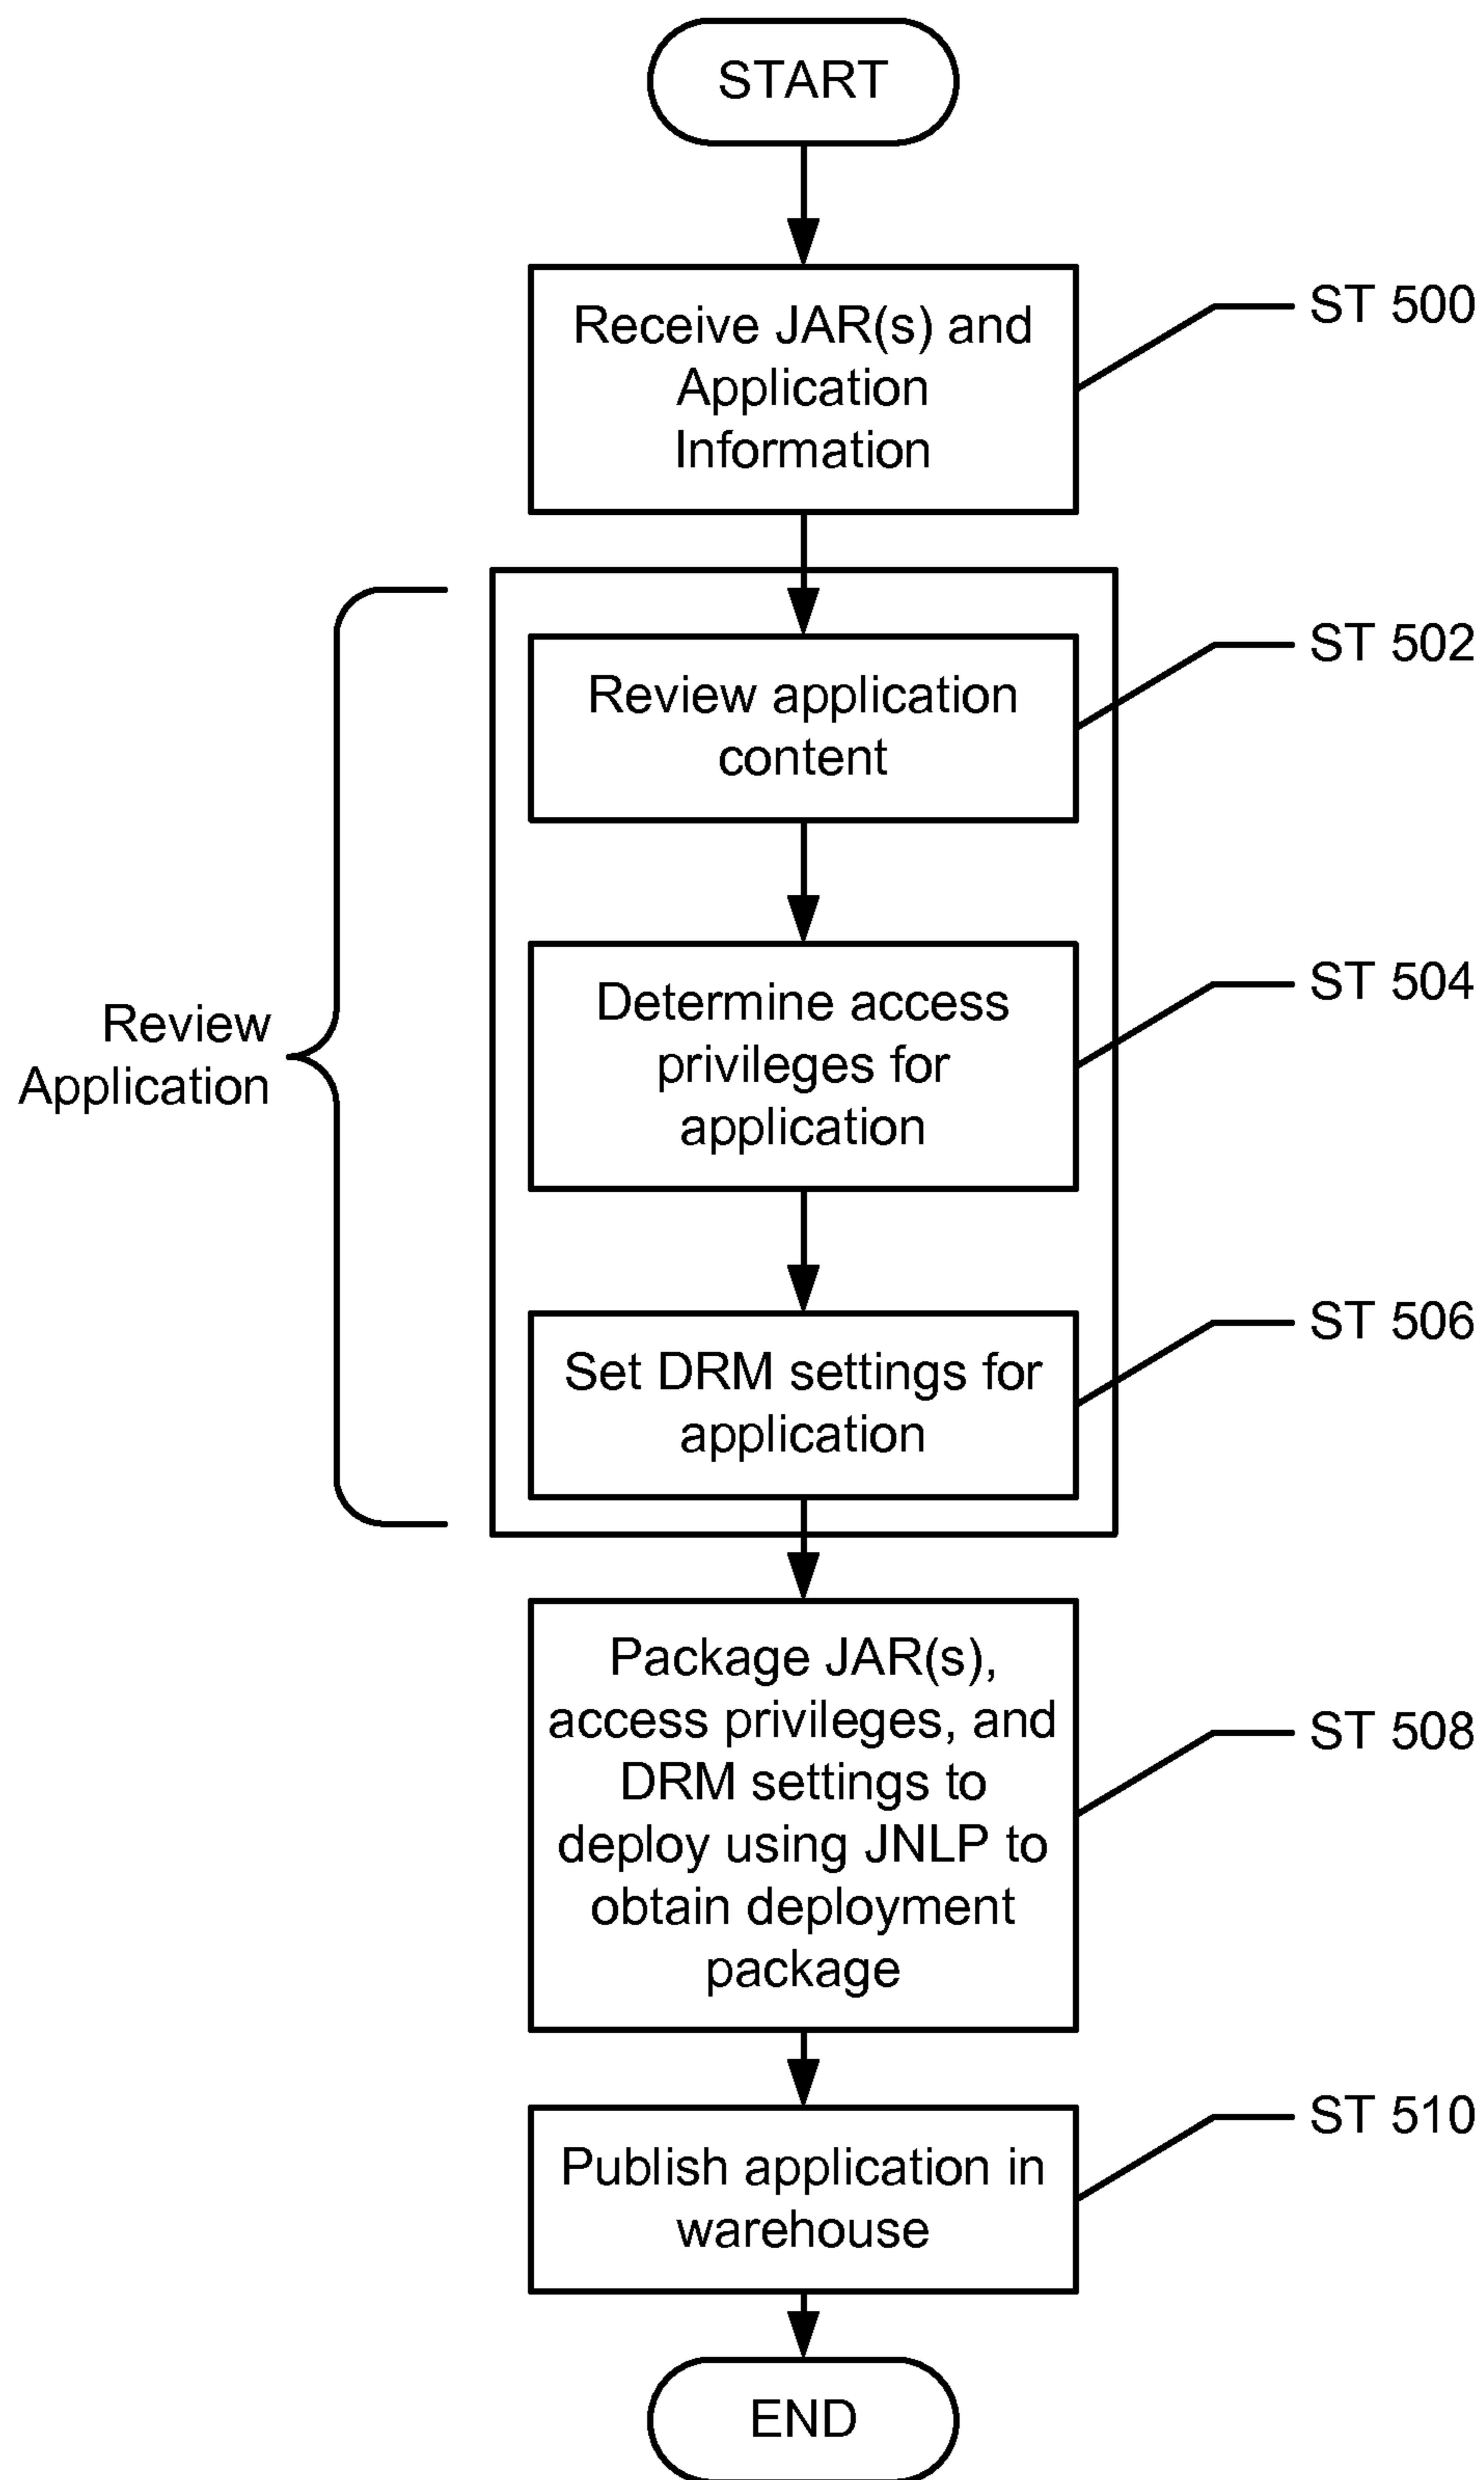 START
Receive JAR(s) and
Application
Information
ST 500
Review application
content
ST 502
Determine access
privileges for
application
ST 504
Review
Application
Set DRM settings for
application
ST 506
Package JAR(s),
access privileges, and
DRM settings to
deploy using JNLP to
obtain deployment
package
ST 508
Publish application in
warehouse
ST 510
END